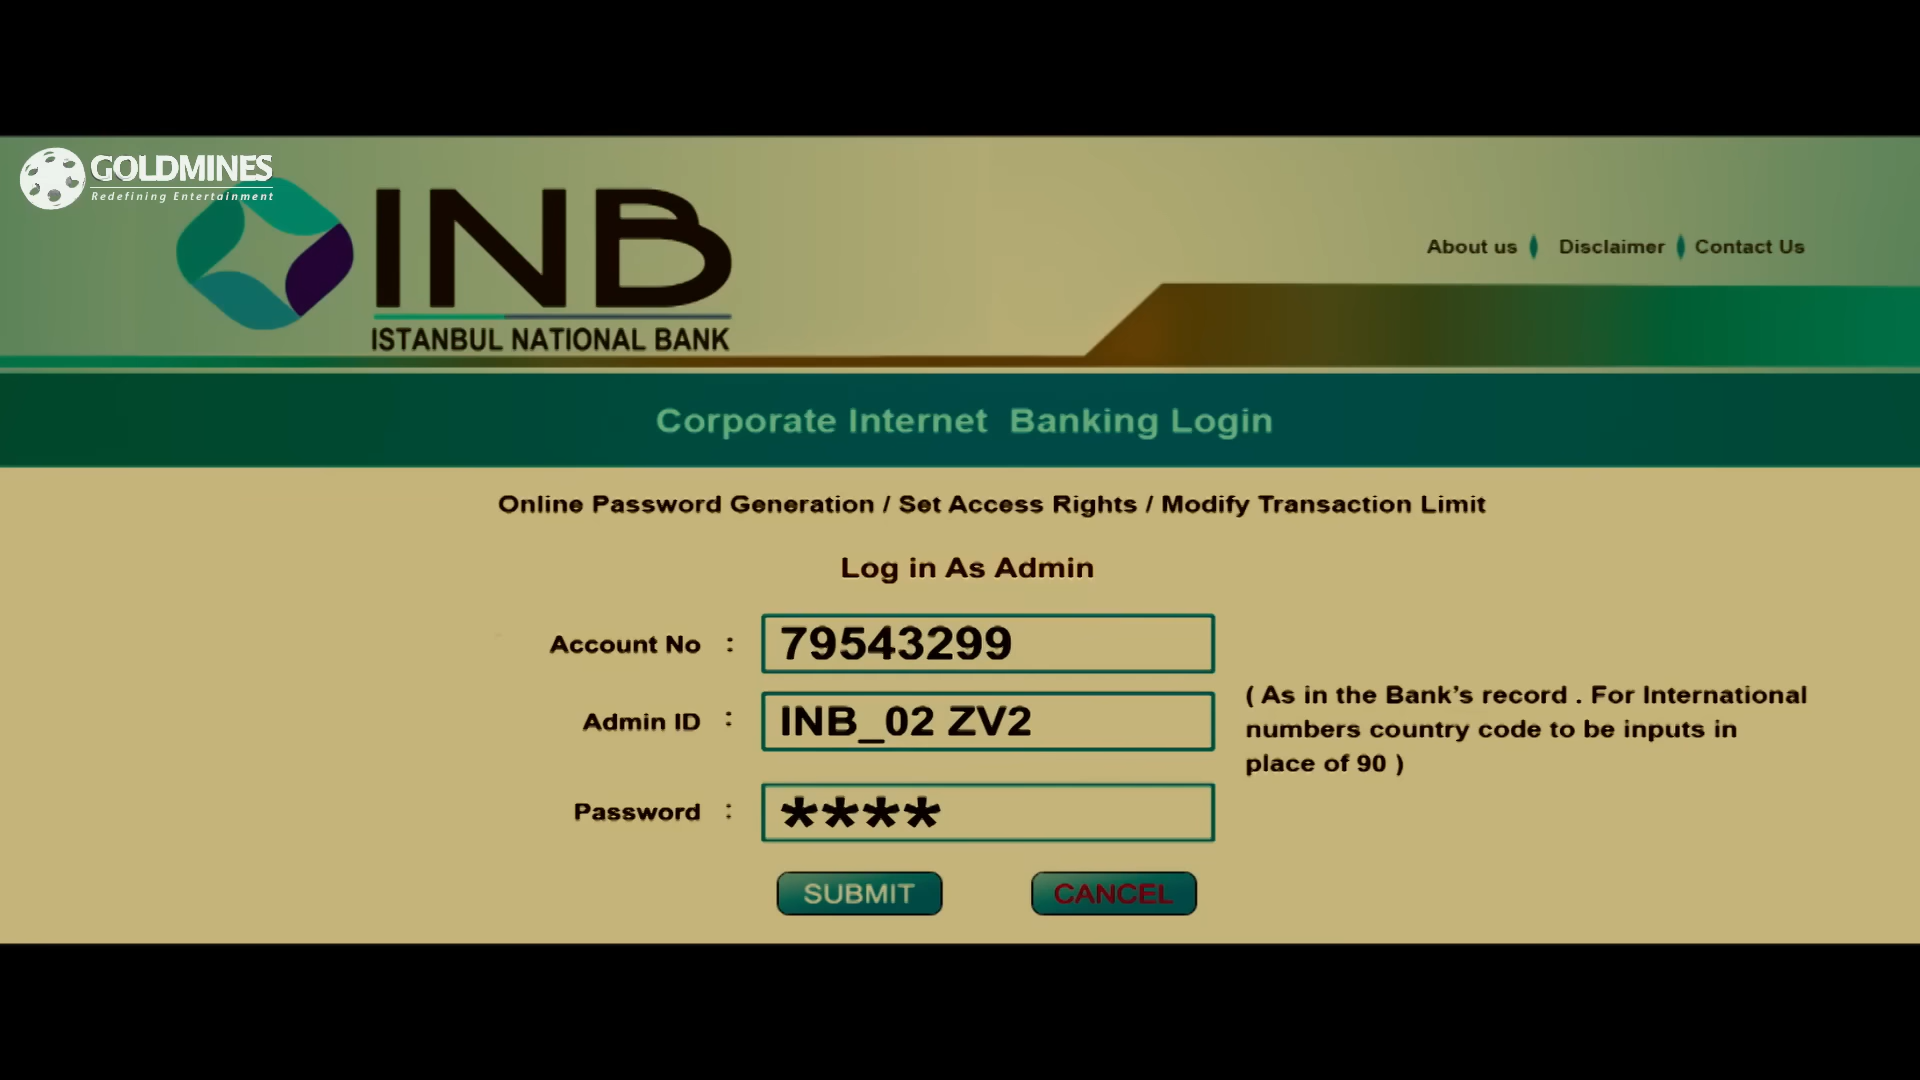 GOLDMINES
Redefining Entertainment
INB
ISTANBUL NATIONAL BANK
About us
Disclaimer
Contact Us
Corporate Internet Banking Login
Online Password Generation / Set Access Rights / Modify Transaction Limit
Log in As Admin
Account No : 79543299
Admin ID : INB_02 ZV2
( As in the Bank's record . For International
numbers country code to be inputs in
place of 90 )
Password : ****
SUBMIT
CANCEL